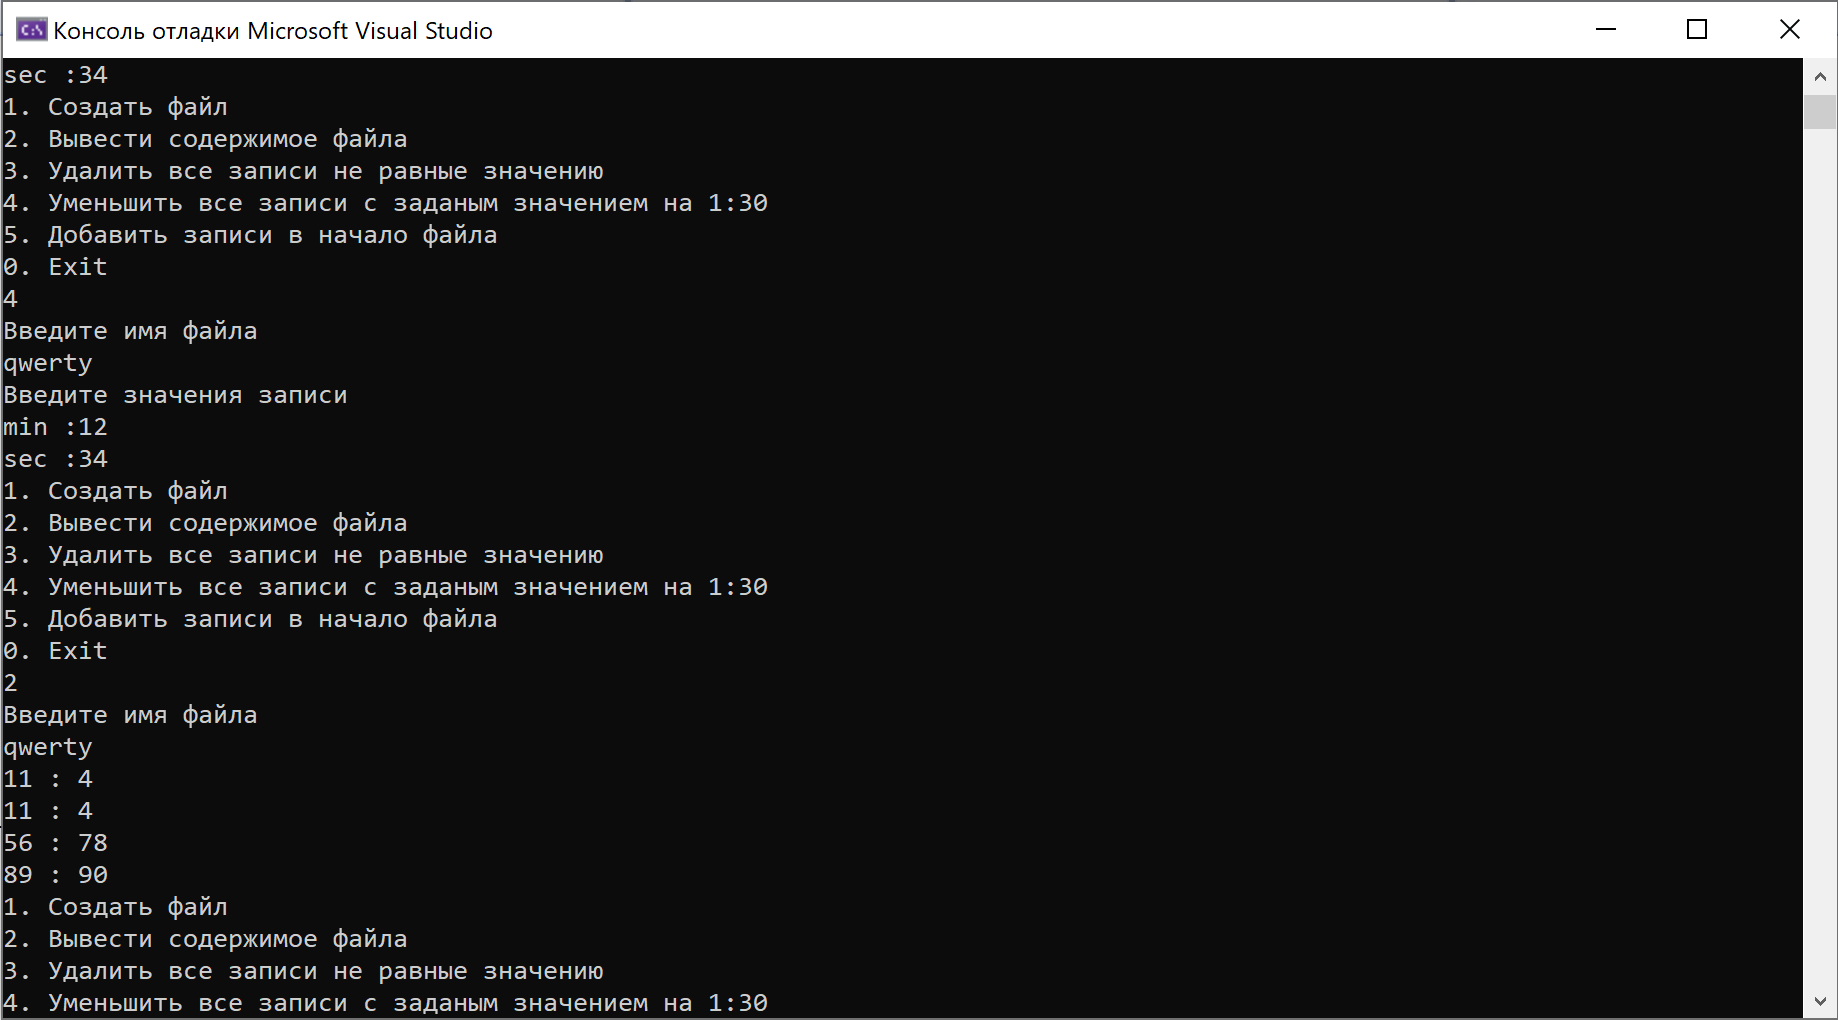 Консоль отладки Microsoft Visual Studio
sec :34
1. Создать файл
2. Вывести содержимое файла
3. Удалить все записи не равные значению
4. Уменьшить все записи с заданым значением на 1:30
5. Добавить записи в начало файла
0. Exit
4
Введите имя файла
qwerty
Введите значения записи
min :12
sec :34
1. Создать файл
2. Вывести содержимое файла
3. Удалить все записи не равные значению
4. Уменьшить все записи с заданым значением на 1:30
5. Добавить записи в начало файла
0. Exit
2
Введите имя файла
qwerty
11 : 4
11 : 4
56 : 78
89 : 90
1. Создать файл
2. Вывести содержимое файла
3. Удалить все записи не равные значению
4. Уменьшить все записи с заданым значением на 1:30